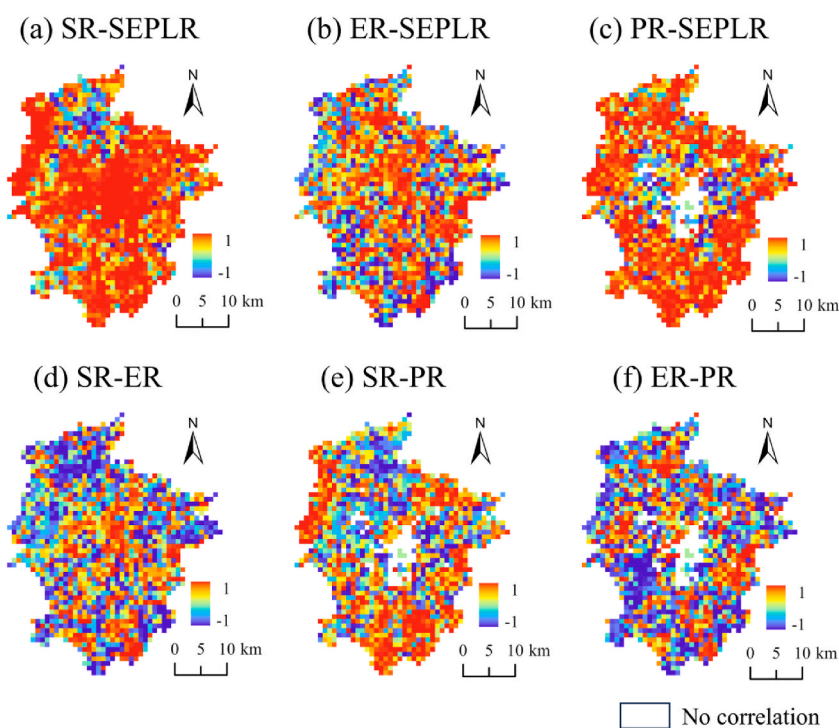 (a) SR-SEPLR
(b) ER-SEPLR
(c) PR-SEPLR
N
N
N
1
-1
1
-1
1
-1
0 5 10 km
0 5 10 km
0 5 10 km
(d) SR-ER
(e) SR-PR
(f) ER-PR
N
N
N
1
-1
1
-1
1
-1
0 5 10 km
0 5 10 km
0 5 10 km
No correlation